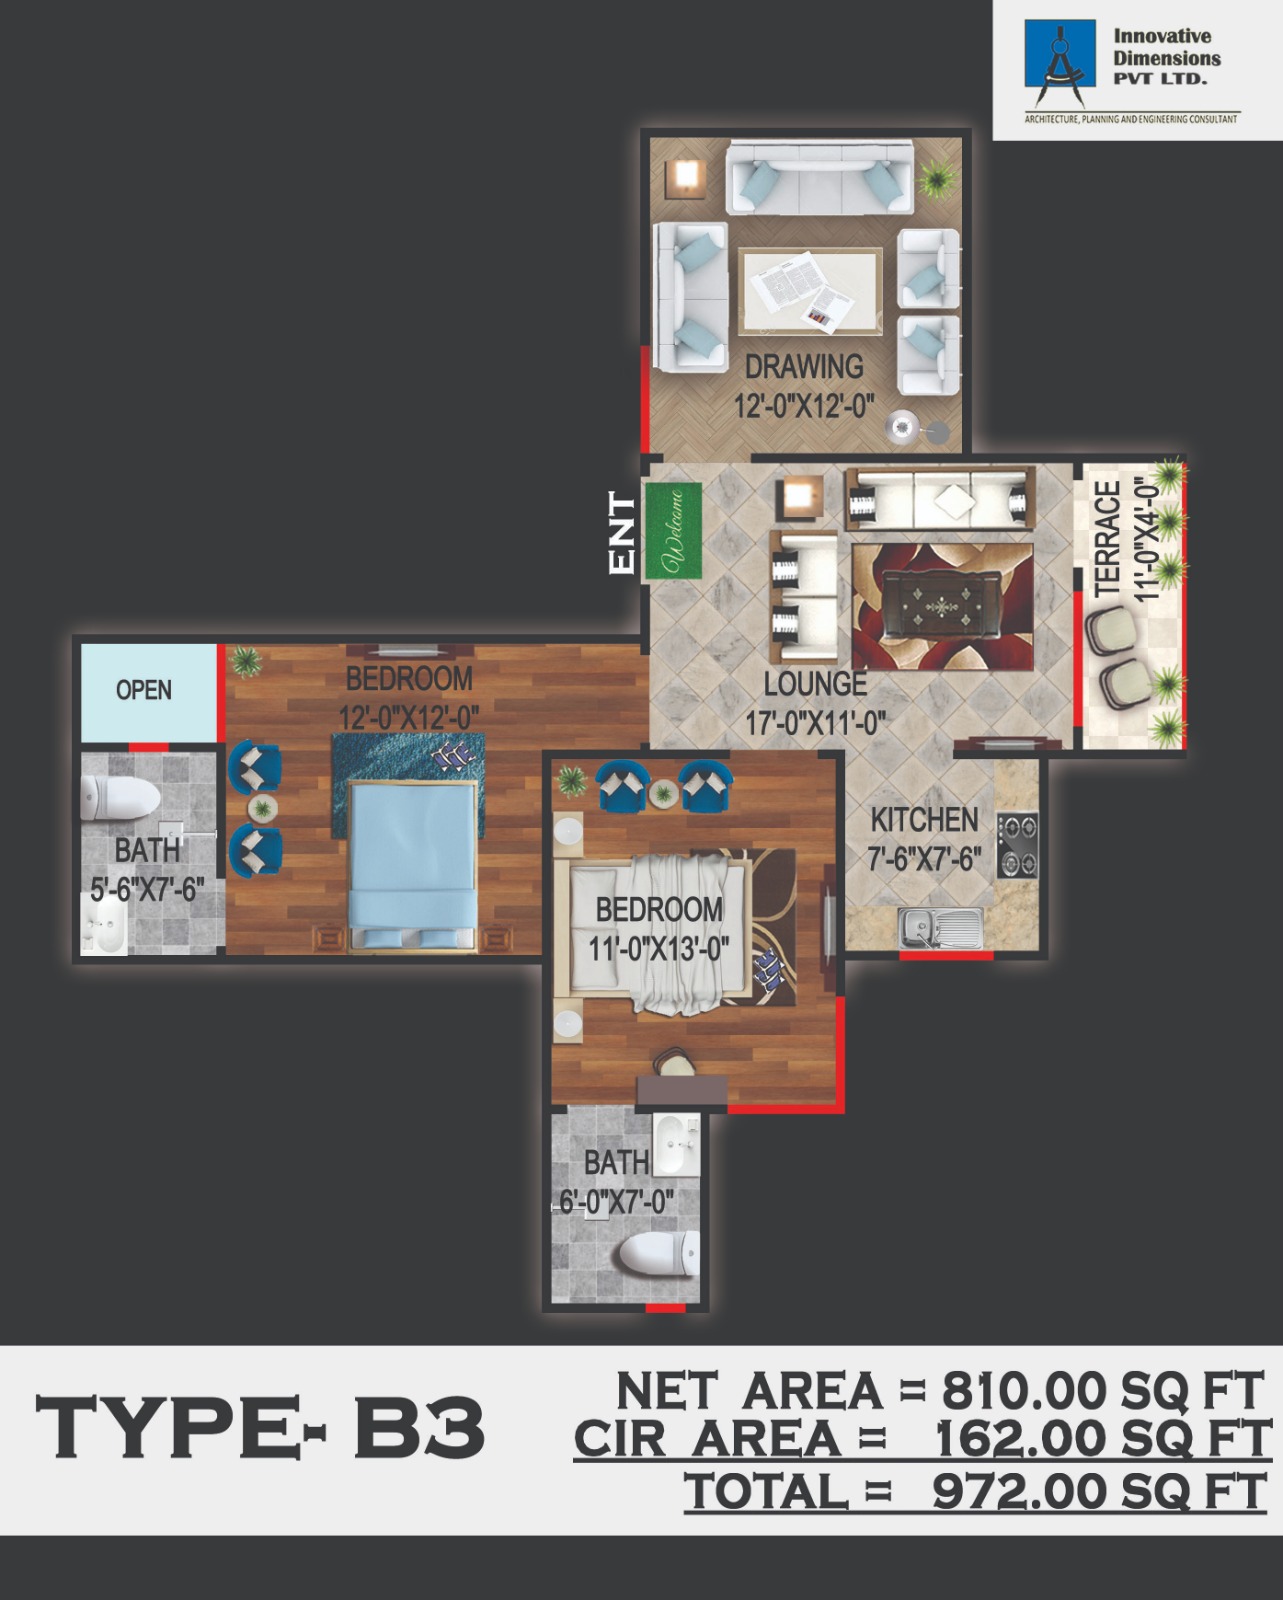 Innovative
Dimensions
PVT LTD.
ARCHITECTURE, PLANNING AND ENGINEERING CONSULTANT
DRAWING
12'-0"X12'-0"
ENT
Welcome
TERRACE
11'-0"X4'-0"
LOUNGE
17'-0"X11'-0"
OPEN
BEDROOM
12'-0"X12'-0"
BATH
5'-6"X7'-6"
KITCHEN
7'-6"X7'-6"
BEDROOM
11'-0"X13'-0"
BATH
6'-0"X7'-0"
TYPE- B3
NET AREA = 810.00 SQ FT
CIR AREA = 162.00 SQ FT
TOTAL = 972.00 SQ FT